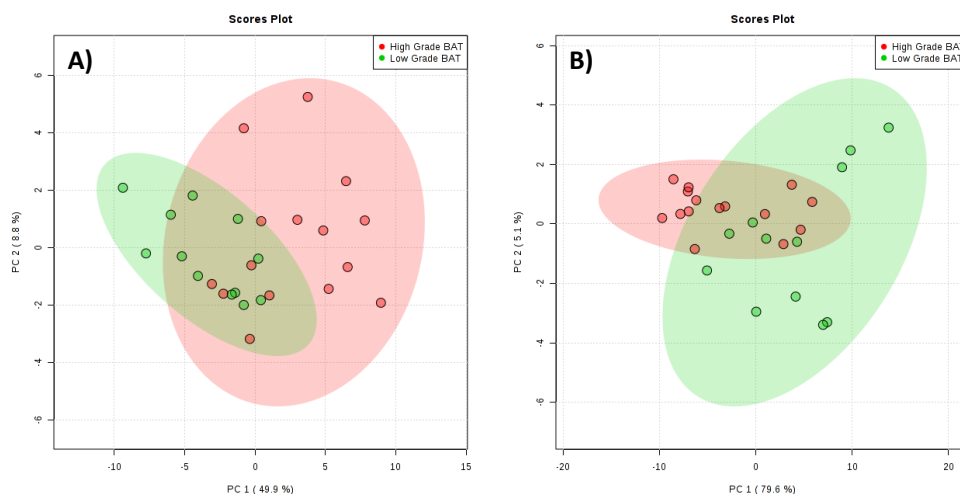 Scores Plot
A)
High Grade BAT
Low Grade BAT
6
4
2
0
-2
-4
-6
PC 2 ( 8.8 %)
-10
-5
0
5
10
15
PC 1 ( 49.9 %)
Scores Plot
B)
High Grade BAT
Low Grade BAT
6
4
2
0
-2
-4
-6
PC 2 ( 5.1 %)
-20
-10
0
10
20
PC 1 ( 79.6 %)